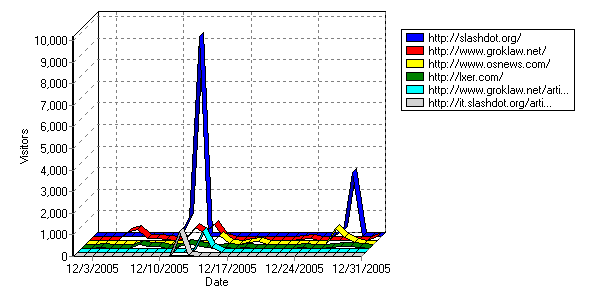 10,000
9,000
8,000
7,000
6,000
5,000
4,000
3,000
2,000
1,000
0
Visitors
12/3/2005
12/10/2005
12/17/2005
12/24/2005
12/31/2005
Date
http://slashdot.org/
http://www.groklaw.net/
http://www.osnews.com/
http://lxer.com/
http://www.groklaw.net/arti...
http://it.slashdot.org/arti...